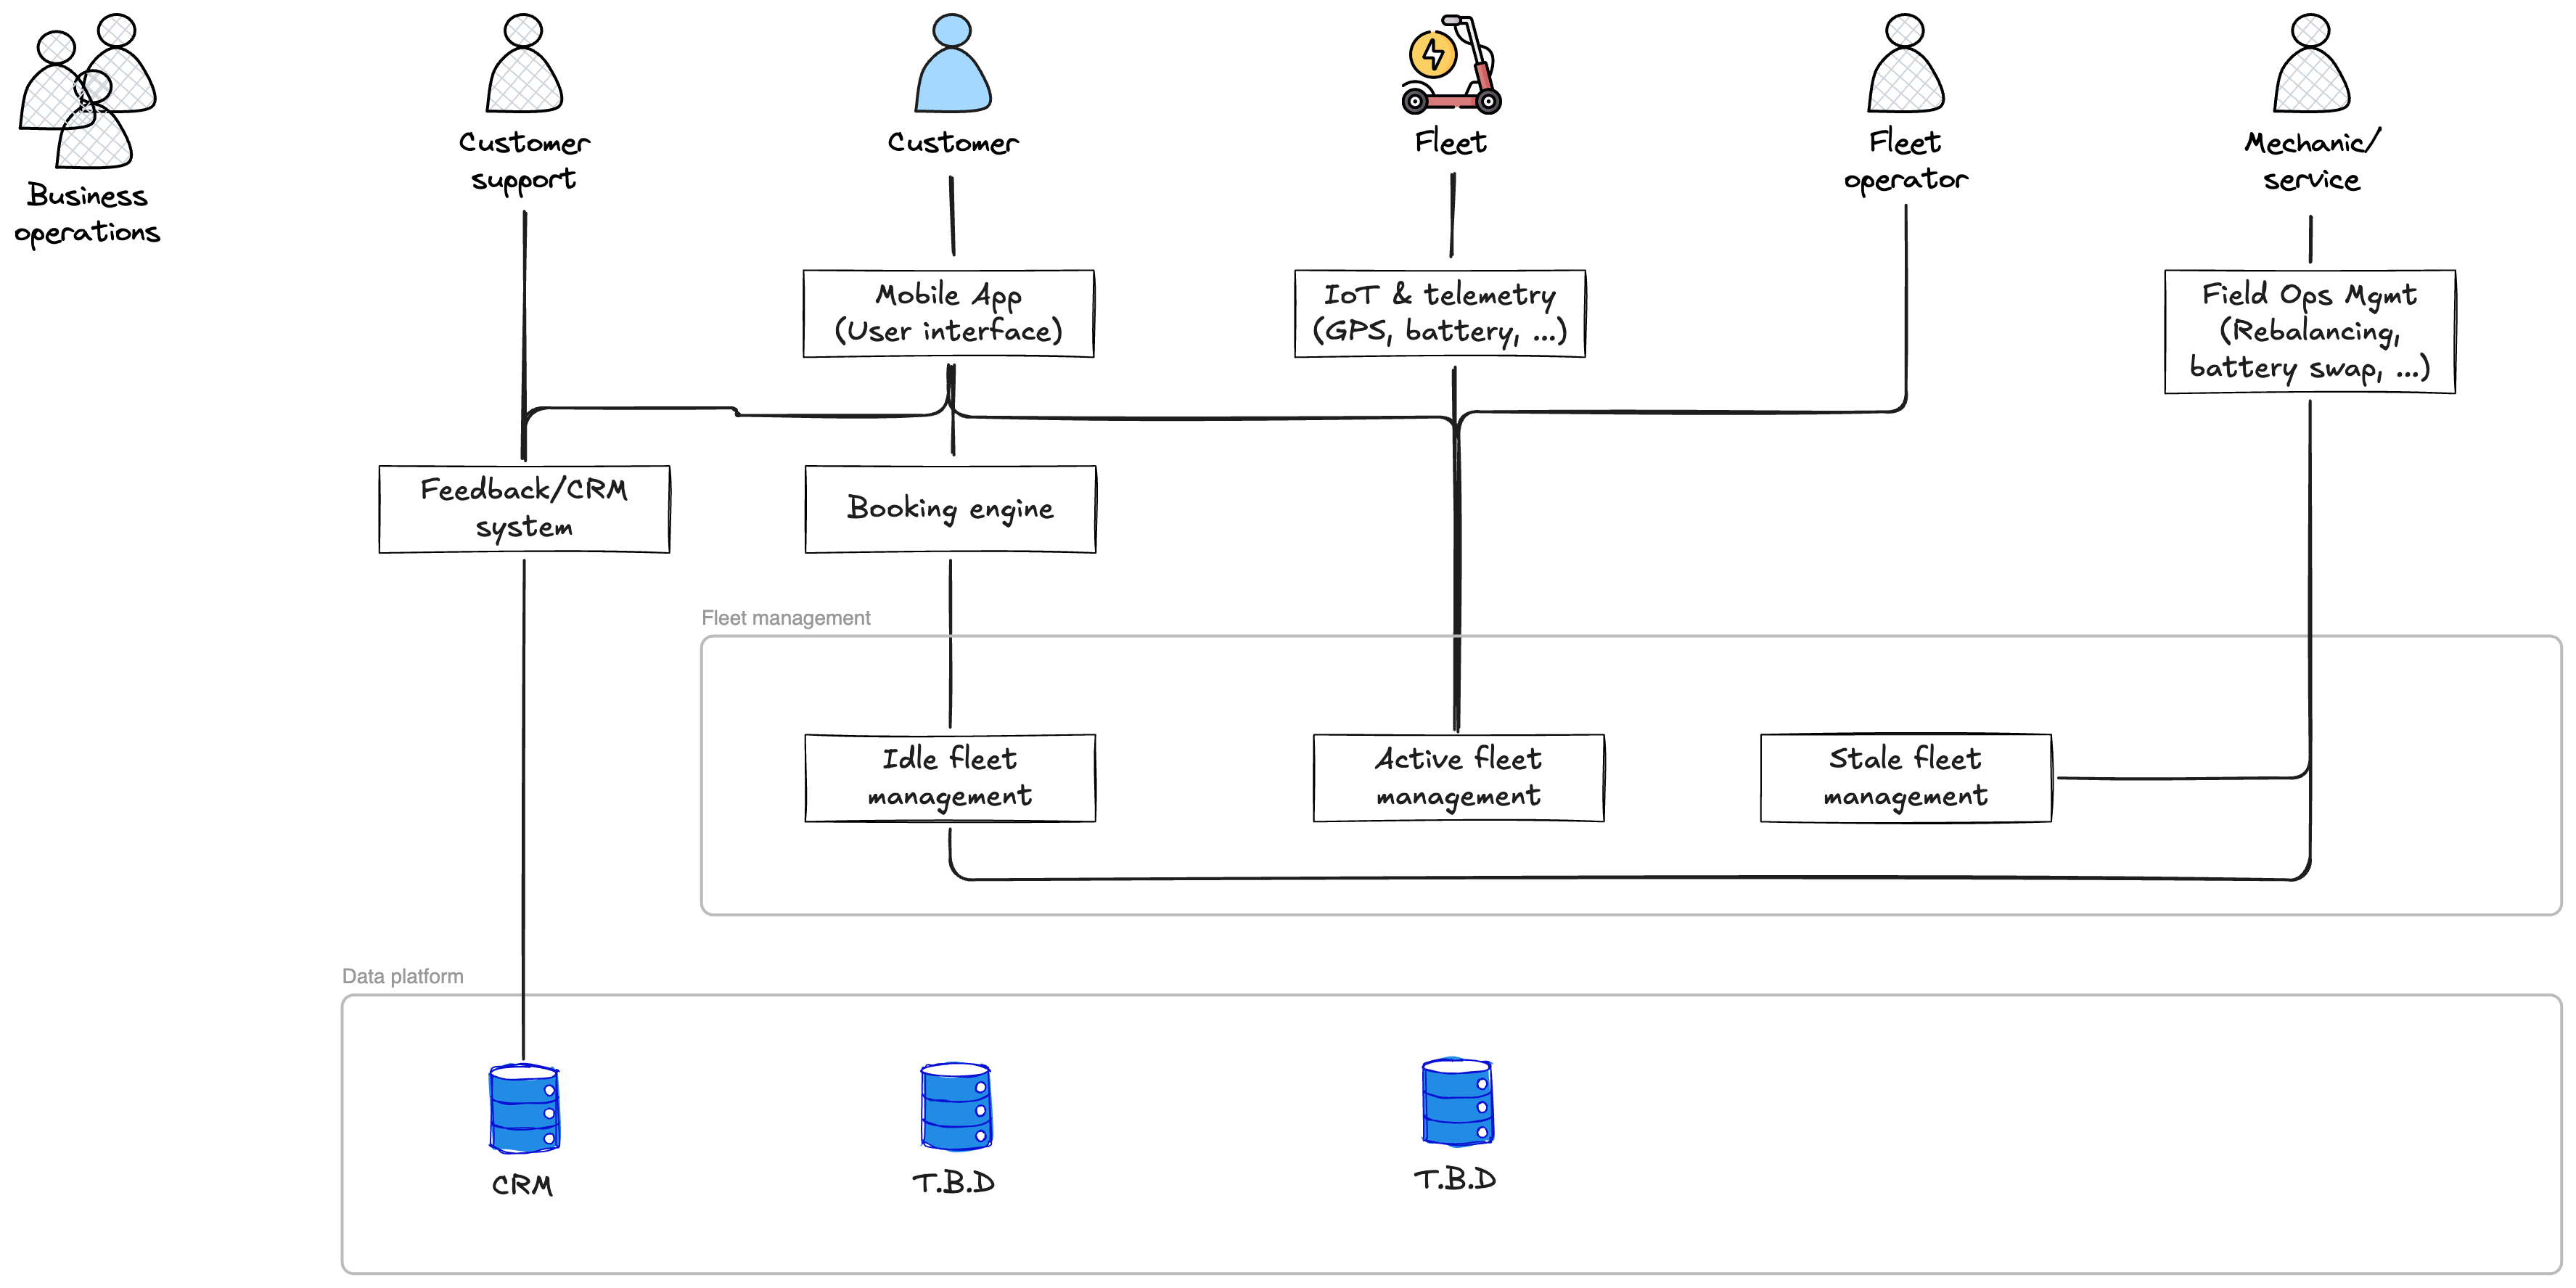 Business
operations
Customer
support
Customer
Fleet
Fleet
operator
Mechanic/
service
Mobile App
(User interface)
IoT & telemetry
(GPS, battery, ...)
Field Ops Mgmt
(Rebalancing,
battery swap, ...)
Feedback/CRM
system
Booking engine
Fleet management
Idle fleet
management
Active fleet
management
Stale fleet
management
Data platform
CRM
T.B.D
T.B.D